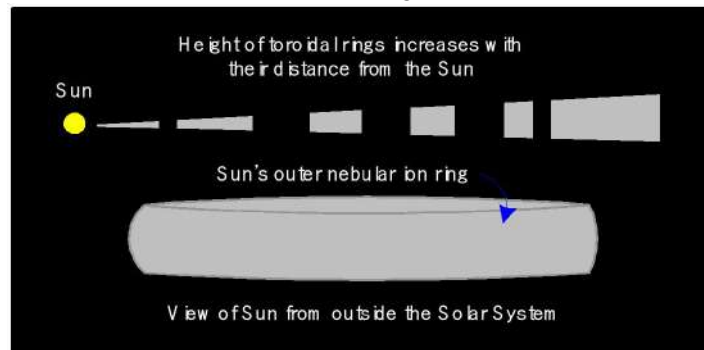 Height of toroidal rings increases with
their distance from the Sun
Sun
Sun's outer nebular ion ring
View of Sun from outside the Solar System